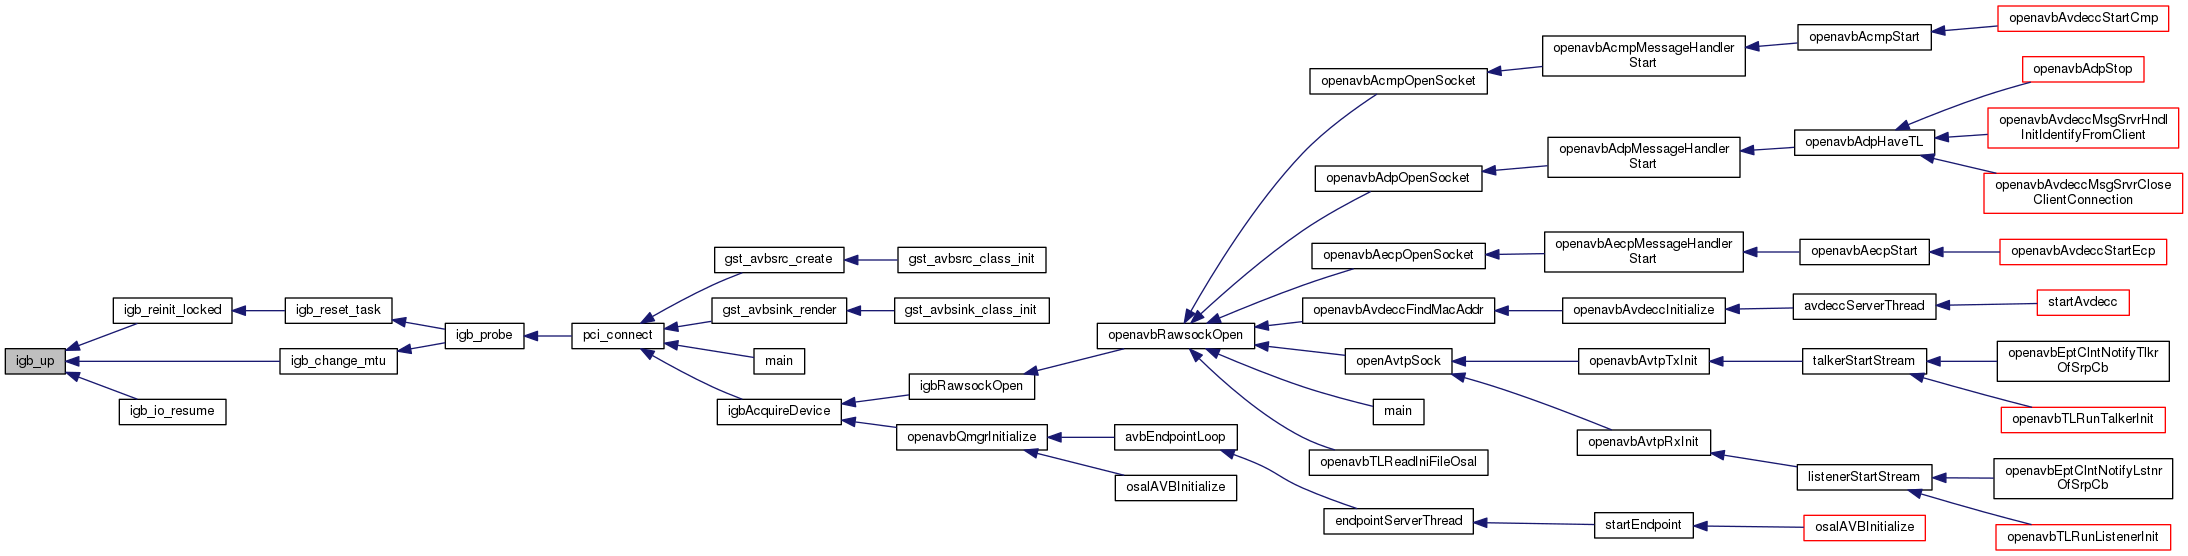 igb_up
igb_reinit_locked
igb_change_mtu
igb_io_resume
igb_reset_task
igb_probe
pci_connect
gst_avbsrc_create
gst_avbsink_render
main
igbAcquireDevice
gst_avbsrc_class_init
gst_avbsink_class_init
igbRawsockOpen
openavbQmgrInitialize
openavbRawsockOpen
avbEndpointLoop
osalAVBInitialize
openavbAcmpOpenSocket
openavbAdpOpenSocket
openavbAecpOpenSocket
openavbAvdeccFindMacAddr
openAvtpSock
main
openavbTLReadIniFileOsal
endpointServerThread
openavbAcmpMessageHandler
Start
openavbAdpMessageHandler
Start
openavbAecpMessageHandler
Start
openavbAvdeccInitialize
openavbAvtpTxInit
openavbAvtpRxInit
startEndpoint
openavbAcmpStart
openavbAdpHaveTL
openavbAecpStart
avdeccServerThread
talkerStartStream
listenerStartStream
osalAVBInitialize
openavbAvdeccStartCmp
openavbAdpStop
openavbAvdeccMsgSrvrHndl
InitIdentifyFromClient
openavbAvdeccMsgSrvrClose
ClientConnection
openavbAvdeccStartEcp
startAvdecc
openavbEptClntNotifyTlkr
OfSrpCb
openavbTLRunTalkerInit
openavbEptClntNotifyLstnr
OfSrpCb
openavbTLRunListenerInit